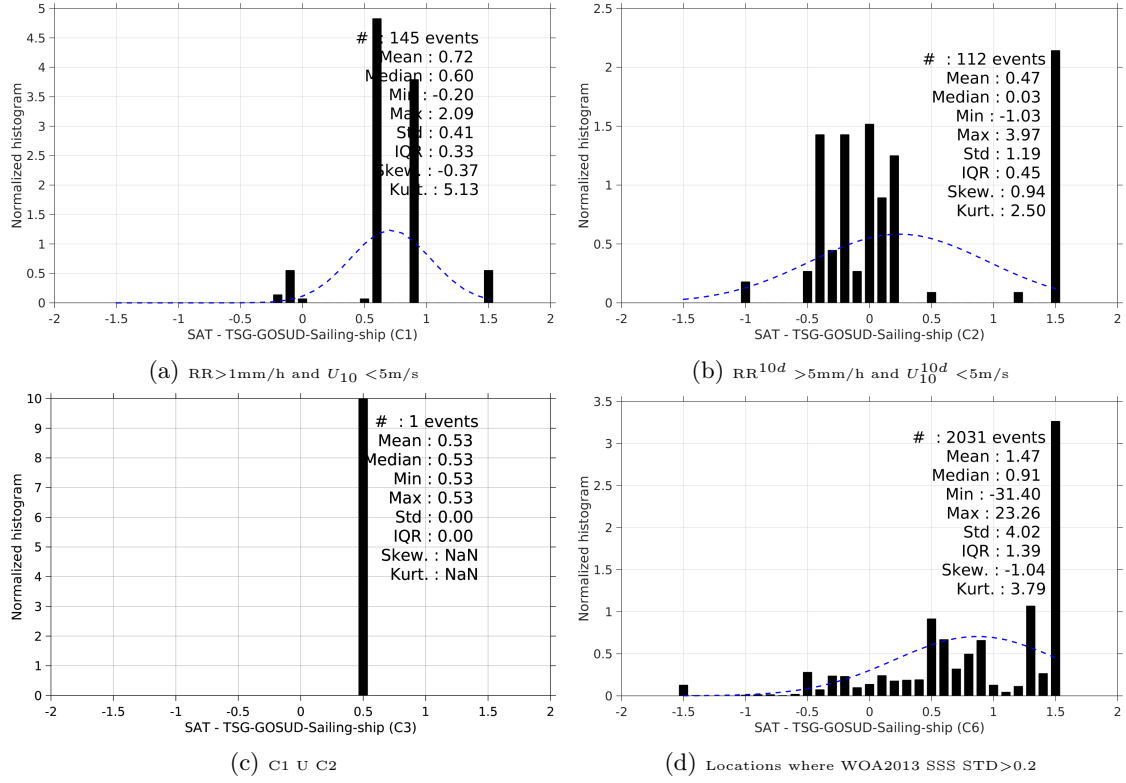 5
4.5
4
3.5
3
2.5
2
1.5
1
0.5
0
Normalized histogram
# : 145 events
Mean : 0.72
Median : 0.60
Min : -0.20
Max : 2.09
Std : 0.41
IQR : 0.33
Skew. : -0.37
Kurt. : 5.13
-2 -1.5 -1 -0.5 0 0.5 1 1.5 2
SAT - TSG-GOSUD-Sailing-ship (C1)
(a) RR>1mm/h and U10 <5m/s
2.5
2
1.5
1
0.5
0
Normalized histogram
# : 112 events
Mean : 0.47
Median : 0.03
Min : -1.03
Max : 3.97
Std : 1.19
IQR : 0.45
Skew. : 0.94
Kurt. : 2.50
-2 -1.5 -1 -0.5 0 0.5 1 1.5 2
SAT - TSG-GOSUD-Sailing-ship (C2)
(b) RR^10d >5mm/h and U10^10d <5m/s
10
9
8
7
6
5
4
3
2
1
0
Normalized histogram
# : 1 events
Mean : 0.53
Median : 0.53
Min : 0.53
Max : 0.53
Std : 0.00
IQR : 0.00
Skew. : NaN
Kurt. : NaN
-2 -1.5 -1 -0.5 0 0.5 1 1.5 2
SAT - TSG-GOSUD-Sailing-ship (C3)
(c) C1 U C2
3.5
3
2.5
2
1.5
1
0.5
0
Normalized histogram
# : 2031 events
Mean : 1.47
Median : 0.91
Min : -31.40
Max : 23.26
Std : 4.02
IQR : 1.39
Skew. : -1.04
Kurt. : 3.79
-2 -1.5 -1 -0.5 0 0.5 1 1.5 2
SAT - TSG-GOSUD-Sailing-ship (C6)
(d) Locations where WOA2013 SSS STD>0.2